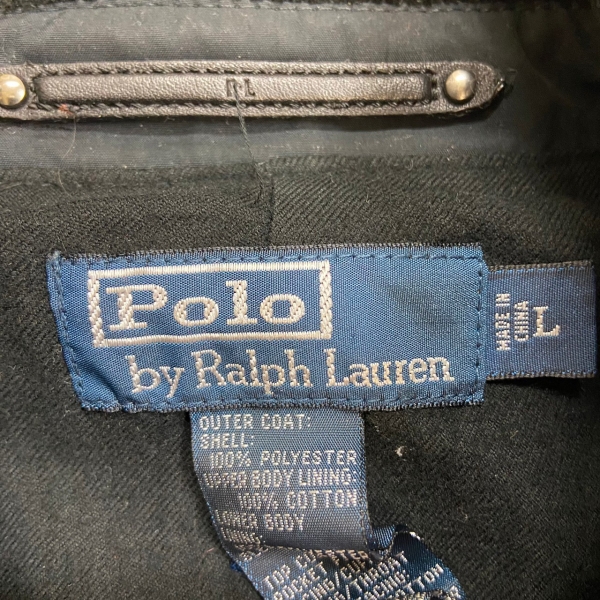 RL
Polo
by Ralph Lauren
MADE IN
CHINA
L
OUTER COAT:
SHELL:
100% POLYESTER
UPPER BODY LINING:
100% COTTON
BODY
TOP